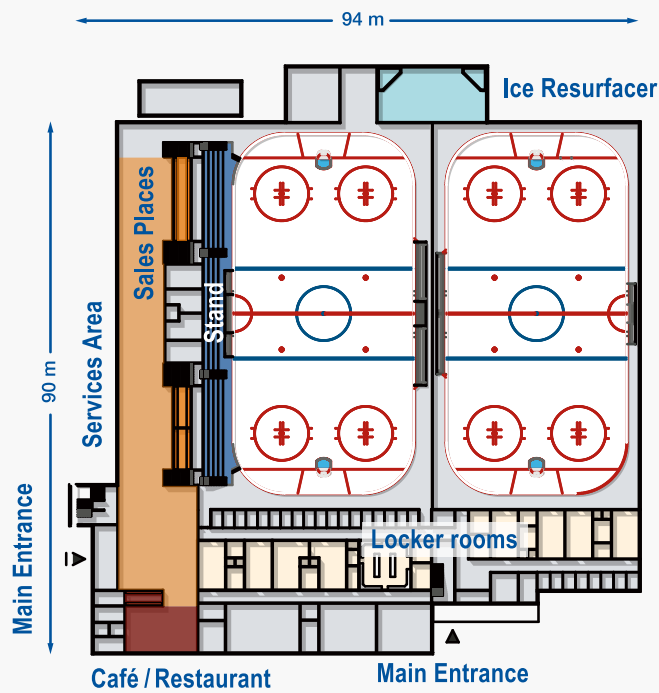 94 m
Ice Resurfacer
Sales Places
Stand
Services Area
90 m
Locker rooms
Main Entrance
Café / Restaurant
Main Entrance